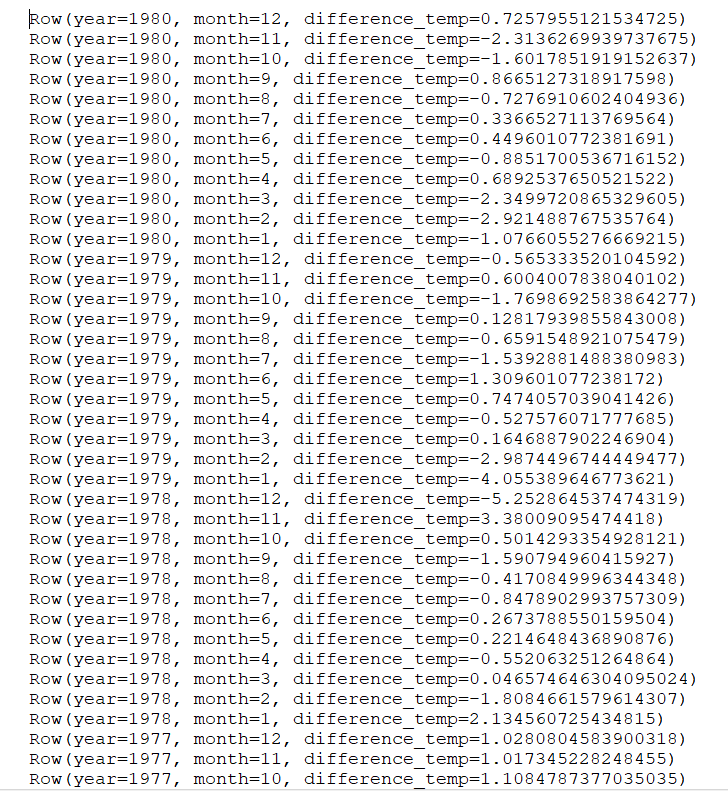 Row(year=1980, month=12, difference_temp=0.7257955121534725)
Row(year=1980, month=11, difference_temp=-2.3136269939737675)
Row(year=1980, month=10, difference_temp=-1.6017851919152637)
Row(year=1980, month=9, difference_temp=0.8665127318917598)
Row(year=1980, month=8, difference_temp=-0.7276910602404936)
Row(year=1980, month=7, difference_temp=0.3366527113769564)
Row(year=1980, month=6, difference_temp=0.4496010772381691)
Row(year=1980, month=5, difference_temp=-0.8851700536716152)
Row(year=1980, month=4, difference_temp=0.6892537650521522)
Row(year=1980, month=3, difference_temp=-2.3499720865329605)
Row(year=1980, month=2, difference_temp=-2.921488767535764)
Row(year=1980, month=1, difference_temp=-1.0766055276669215)
Row(year=1979, month=12, difference_temp=-0.565333520104592)
Row(year=1979, month=11, difference_temp=0.6004007838040102)
Row(year=1979, month=10, difference_temp=-1.7698692583864277)
Row(year=1979, month=9, difference_temp=0.12817939855843008)
Row(year=1979, month=8, difference_temp=-0.6591548921075479)
Row(year=1979, month=7, difference_temp=-1.5392881488380983)
Row(year=1979, month=6, difference_temp=1.309601077238172)
Row(year=1979, month=5, difference_temp=0.7474057039041426)
Row(year=1979, month=4, difference_temp=-0.527576071777685)
Row(year=1979, month=3, difference_temp=0.1646887902246904)
Row(year=1979, month=2, difference_temp=-2.9874496744449477)
Row(year=1979, month=1, difference_temp=-4.055389646773621)
Row(year=1978, month=12, difference_temp=-5.252864537474319)
Row(year=1978, month=11, difference_temp=3.38009095474418)
Row(year=1978, month=10, difference_temp=0.5014293354928121)
Row(year=1978, month=9, difference_temp=-1.590794960415927)
Row(year=1978, month=8, difference_temp=-0.4170849996344348)
Row(year=1978, month=7, difference_temp=-0.8478902993757309)
Row(year=1978, month=6, difference_temp=0.2673788550159504)
Row(year=1978, month=5, difference_temp=0.2214648436890876)
Row(year=1978, month=4, difference_temp=-0.552063251264864)
Row(year=1978, month=3, difference_temp=0.046574646304095024)
Row(year=1978, month=2, difference_temp=-1.8084661579614307)
Row(year=1978, month=1, difference_temp=2.134560725434815)
Row(year=1977, month=12, difference_temp=1.0280804583900318)
Row(year=1977, month=11, difference_temp=1.017345228248455)
Row(year=1977, month=10, difference_temp=1.1084787377035035)